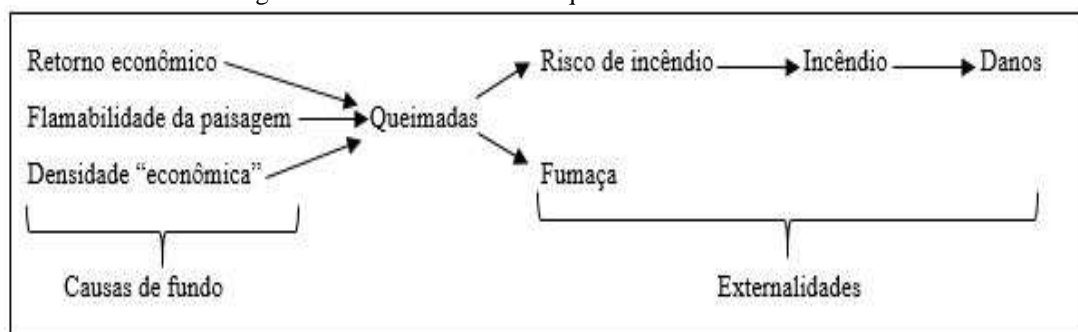 Retorno econômico
Risco de incêndio
Incêndio
Danos
Flamabilidade da paisagem
Queimadas
Densidade “econômica”
Fumaça
Causas de fundo
Externalidades